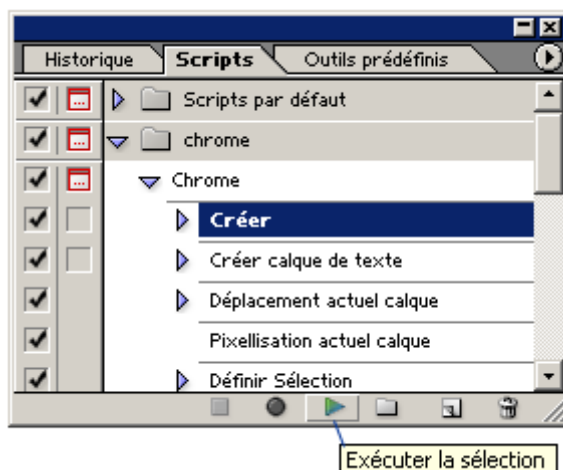 Historique Scripts Outils prédéfinis
Scripts par défaut
chrome
Chrome
Créer
Créer calque de texte
Déplacement actuel calque
Pixellisation actuel calque
Définir Sélection
Exécuter la sélection